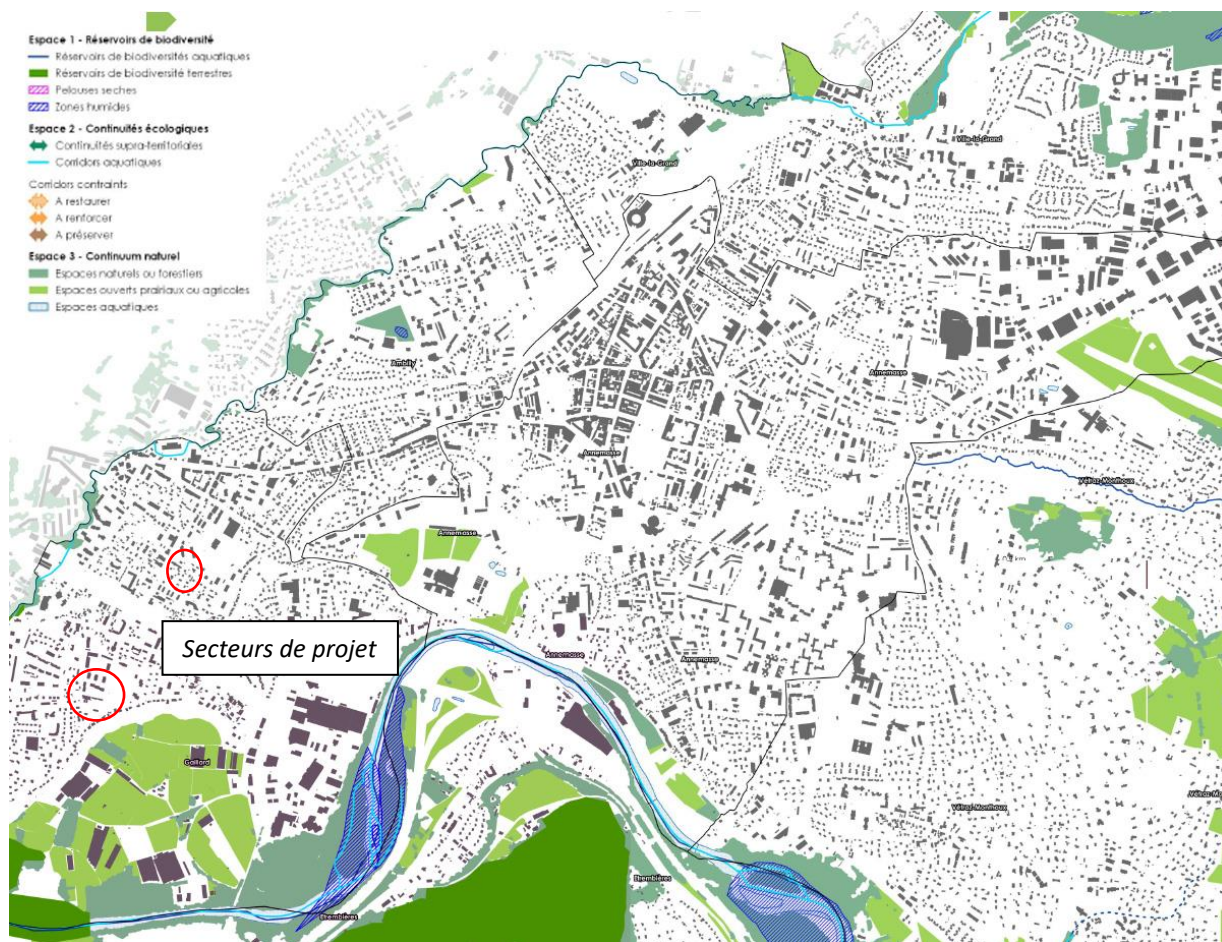 Espace 1 - Réservoirs de biodiversité
Réservoirs de biodiversités aquatiques
Réservoirs de biodiversité terrestres
Pelouses seches
Zones humides
Espace 2 - Continuités écologiques
Continuités supra-territoriales
Corridors aquatiques
Corridors contraints
A restaurer
A renforcer
A préserver
Espace 3 - Continuum naturel
Espaces naturels ou forestiers
Espaces ouverts prairiaux ou agricoles
Espaces aquatiques
Ville-la-Grand
Ville-la-Grand
Ambilly
Annemasse
Annemasse
Vétraz-Monthoux
Annemasse
Secteurs de projet
Annemasse
Annemasse
Gaillard
Vétraz-Monthoux
Etrembières
Etrembières